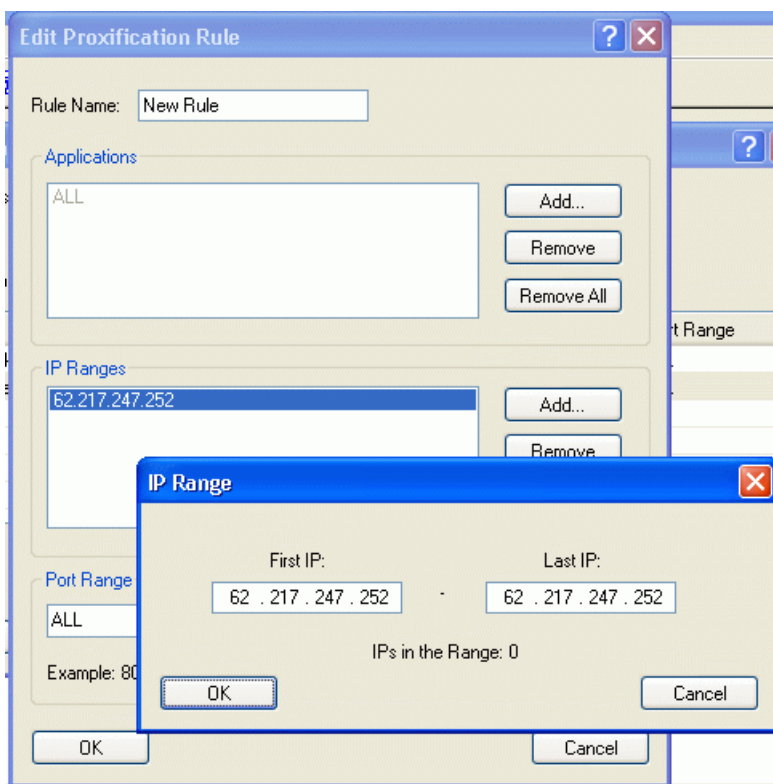 Edit Proxification Rule
Rule Name: New Rule
Applications
ALL
Add...
Remove
Remove All
t Range
IP Ranges
62.217.247.252
Add...
Remove
IP Range
First IP: Last IP:
62 . 217 . 247 . 252 - 62 . 217 . 247 . 252
IPs in the Range: 0
OK Cancel
Port Range
ALL
Example: 80
OK Cancel